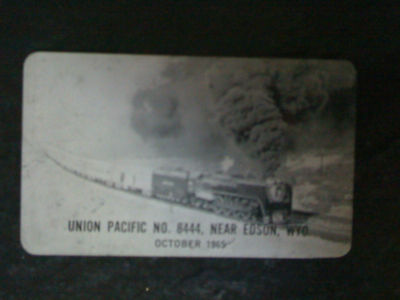 UNION PACIFIC NO. 8444, NEAR EDSON, WYO
OCTOBER 1965